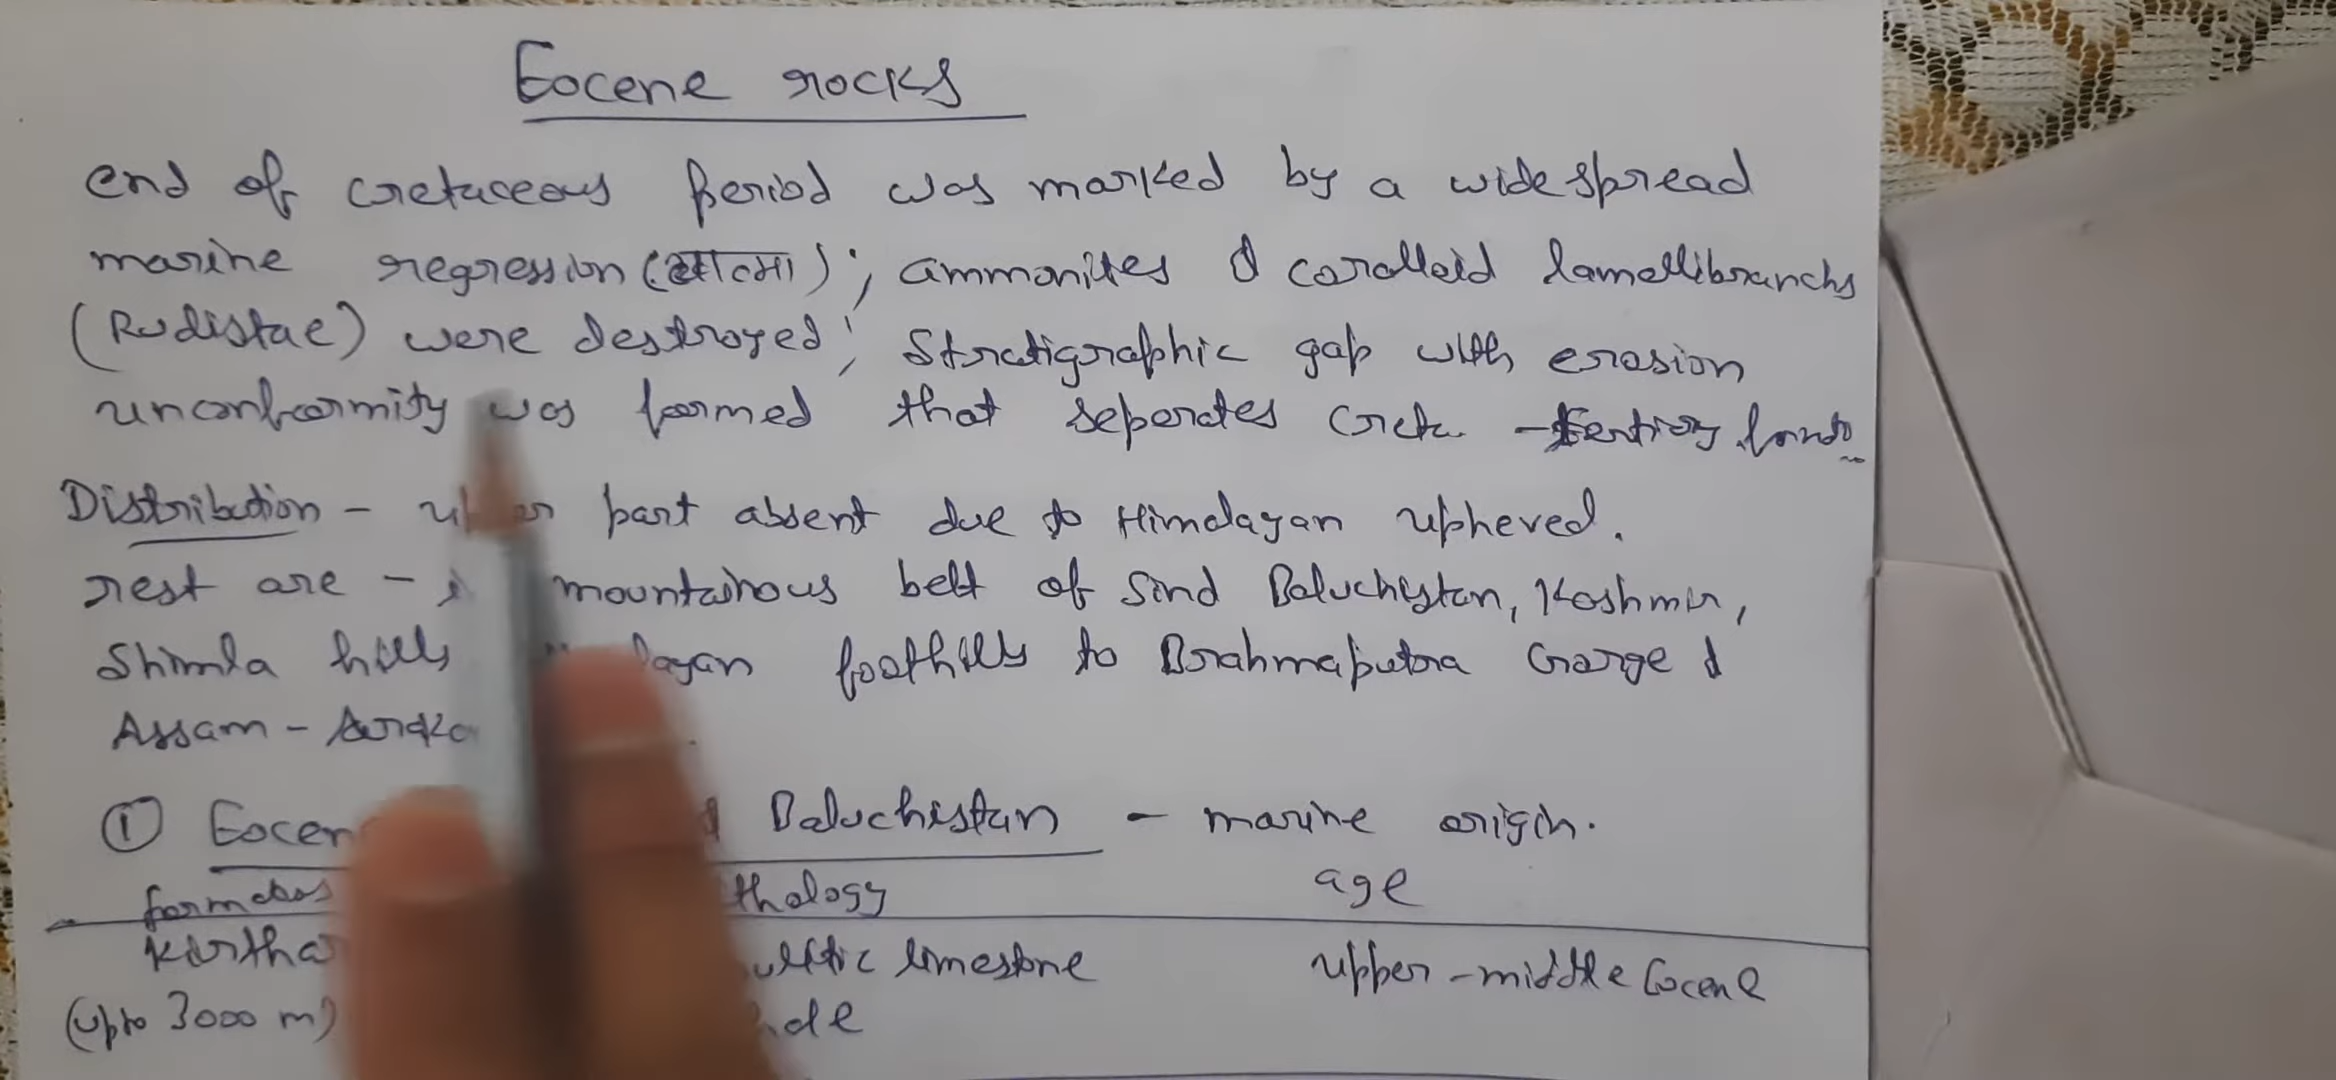 Eocene rocks
end of cretaceous period was marked by a widespread
marine regression ( ) ; ammonites & coralloid lamellibranchs
(Rudistae) were destroyed ; Stratigraphic gap with erosion
unconformity was formed that seperates Creta -
Distribution - part absent due to Himalayan upheved.
rest are - mountainous belt of Sind Baluchistan, Kashmir,
Shimla hills foothills to Brahmaputra Gorge &
Assam -
① Baluchistan - marine origin.
age
limestone upper - middle Eocene
(upto 3000 m)